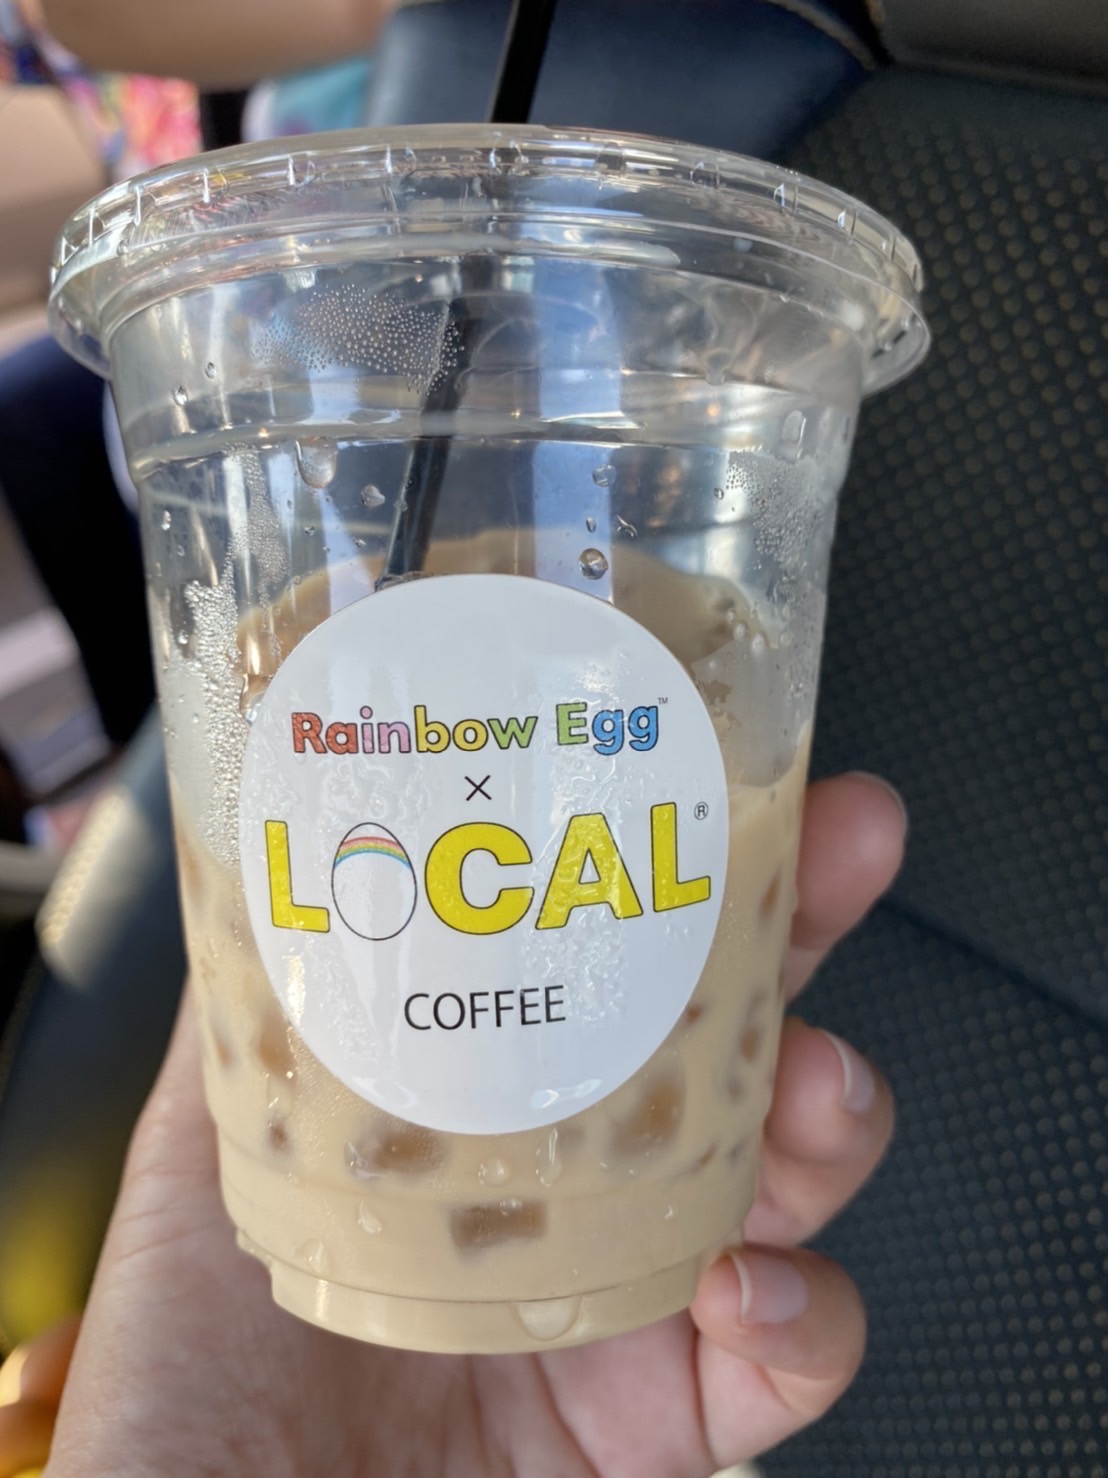 Rainbow Egg™
×
LOCAL®
COFFEE